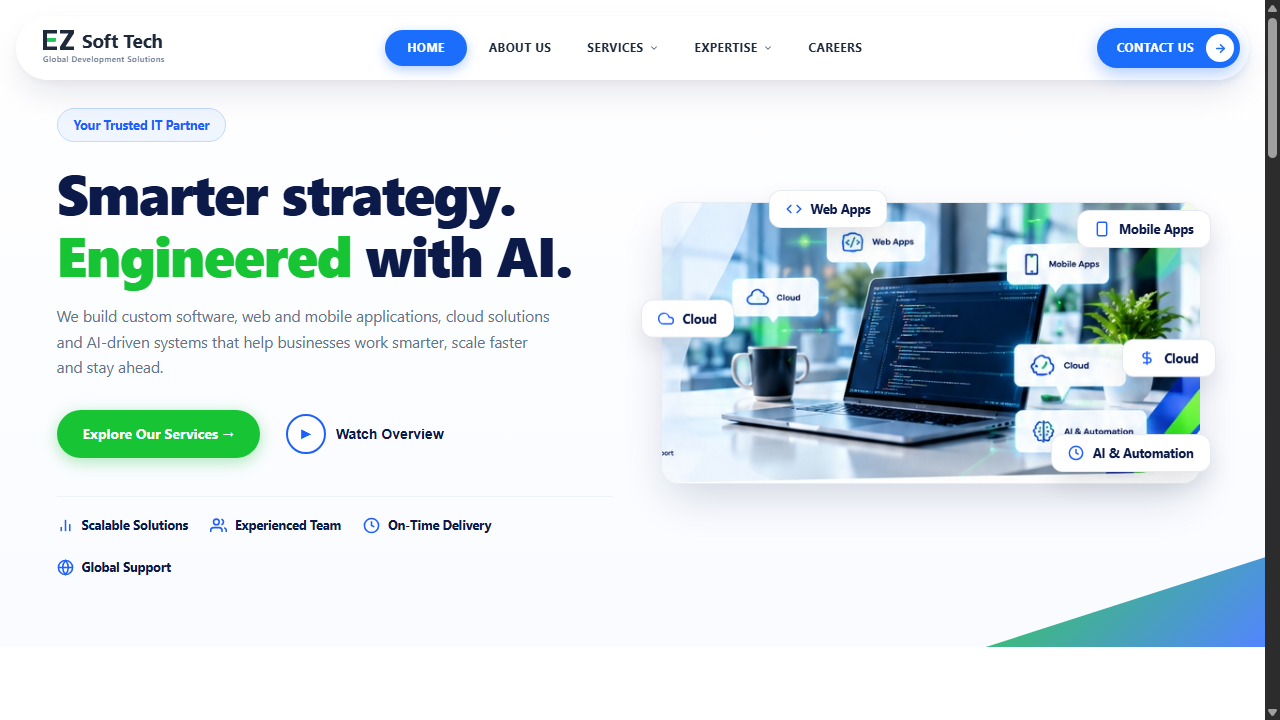 EZ Soft Tech
Global Development Solutions
HOME
ABOUT US
SERVICES
EXPERTISE
CAREERS
CONTACT US
Your Trusted IT Partner
Smarter strategy.
Engineered with AI.
We build custom software, web and mobile applications, cloud solutions
and AI-driven systems that help businesses work smarter, scale faster
and stay ahead.
Explore Our Services →
Watch Overview
Scalable Solutions
Experienced Team
On-Time Delivery
Global Support
Web Apps
Mobile Apps
Web Apps
Mobile Apps
Cloud
Cloud
Cloud
Cloud
AI & Automation
AI & Automation